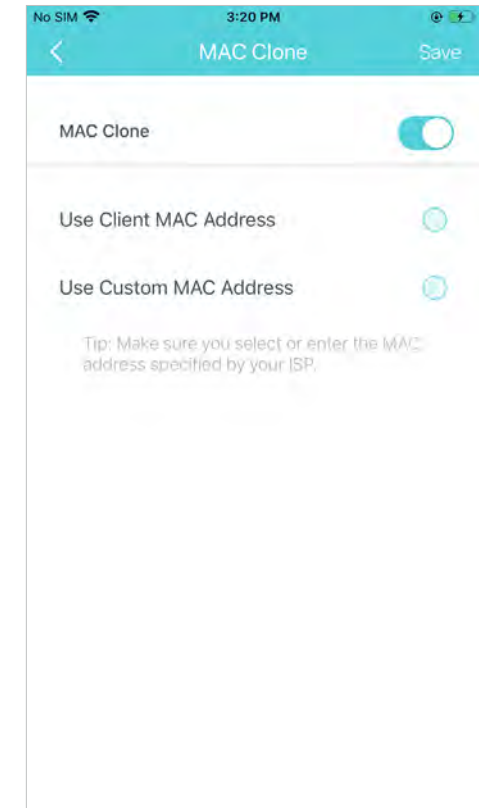 No SIM 3:20 PM
MAC Clone Save
MAC Clone
Use Client MAC Address
Use Custom MAC Address
Tip: Make sure you select or enter the MAC
address specified by your ISP.